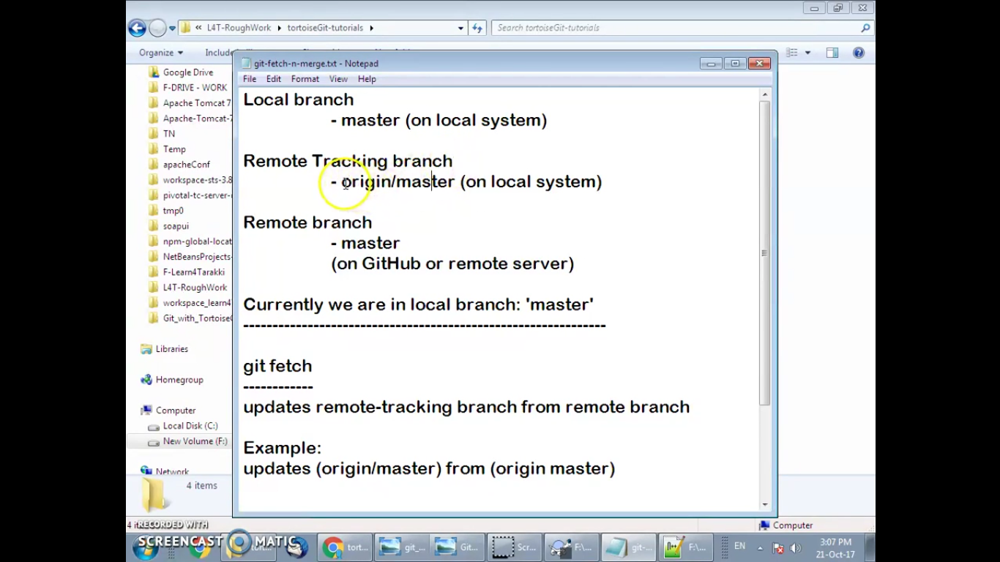 « L4T-RoughWork ▸ tortoiseGit-tutorials ▸
Search tortoiseGit-tutorials
Organize
Includ
git-fetch-n-merge.txt - Notepad
File Edit Format View Help
Google Drive
F-DRIVE - WORK
Apache Tomcat 7
Apache-Tomcat-7
TN
Temp
apacheConf
workspace-sts-3.8
pivotal-tc-server-
tmp0
soapui
npm-global-locat
NetBeansProjects-
F-Learn4Tarakki
L4T-RoughWork
workspace_learn4
Git_with_Tortoise
Libraries
Homegroup
Computer
Local Disk (C:)
New Volume (F:)
Network
Local branch
- master (on local system)
Remote Tracking branch
- origin/master (on local system)
Remote branch
- master
(on GitHub or remote server)
Currently we are in local branch: 'master'
--------------------------------------------------------------
git fetch
------------
updates remote-tracking branch from remote branch
Example:
updates (origin/master) from (origin master)
4 items
Computer
RECORDED WITH
SCREENCAST MATIC
tort...
git_...
Git...
Scr...
F:\...
git-...
F:\...
EN
3:07 PM
21-Oct-17